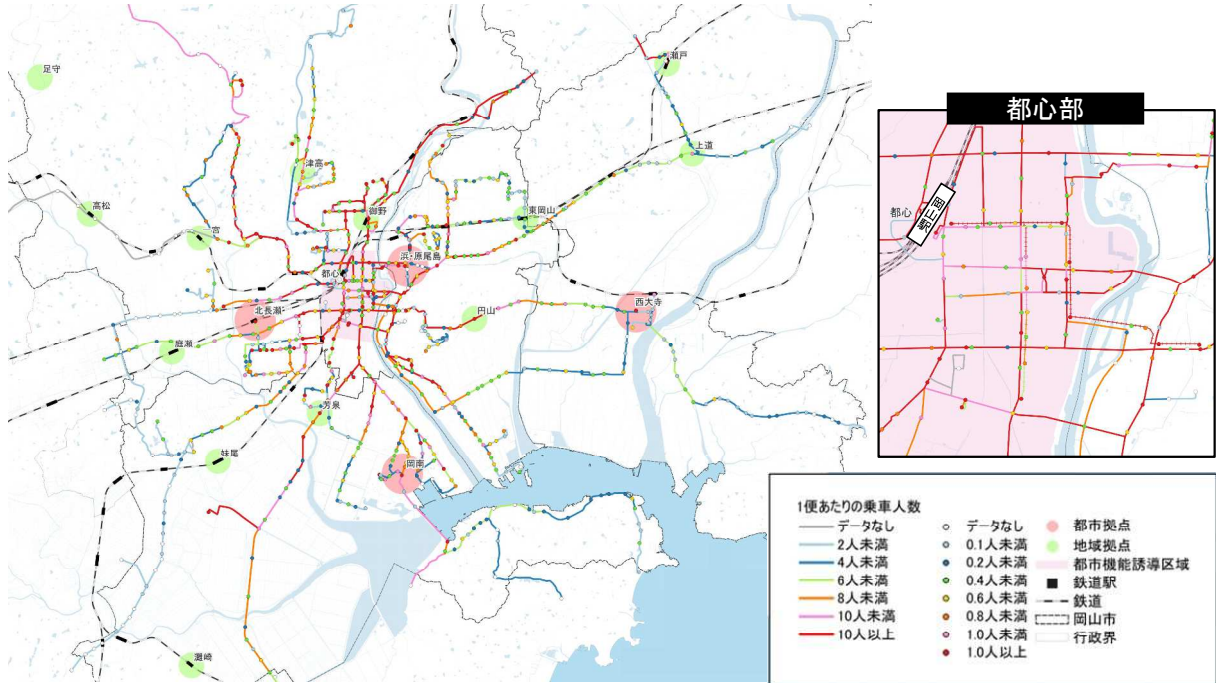 足守
瀬戸
津高
上道
高松
一宮
御野
東岡山
浜・原尾島
都心
北長瀬
円山
西大寺
庭瀬
芳泉
妹尾
岡南
灘崎
都心部
岡山駅
都心
1便あたりの乗車人数
データなし
2人未満
4人未満
6人未満
8人未満
10人未満
10人以上
データなし
0.1人未満
0.2人未満
0.4人未満
0.6人未満
0.8人未満
1.0人未満
1.0人以上
都市拠点
地域拠点
都市機能誘導区域
鉄道駅
鉄道
岡山市
行政界